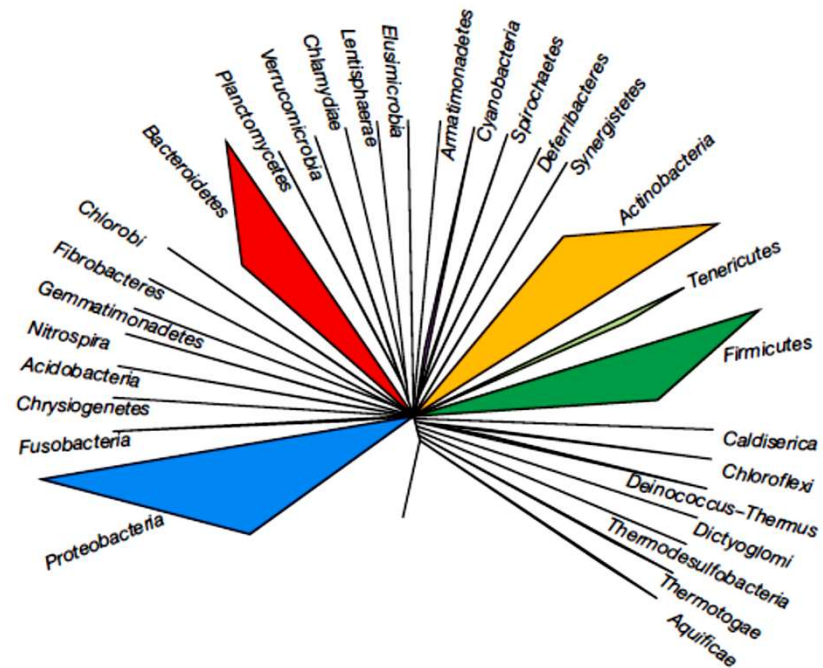 Proteobacteria
Fusobacteria
Chrysiogenetes
Acidobacteria
Nitrospira
Gemmatimonadetes
Fibrobacteres
Chlorobi
Bacteroidetes
Planctomycetes
Verrucomicrobia
Chlamydiae
Lentisphaerae
Elusimicrobia
Armatimonadetes
Cyanobacteria
Spirochaetes
Deferribacteres
Synergistetes
Actinobacteria
Tenericutes
Firmicutes
Caldiserica
Chloroflexi
Deinococcus-Thermus
Dictyoglomi
Thermodesulfobacteria
Thermotogae
Aquificae